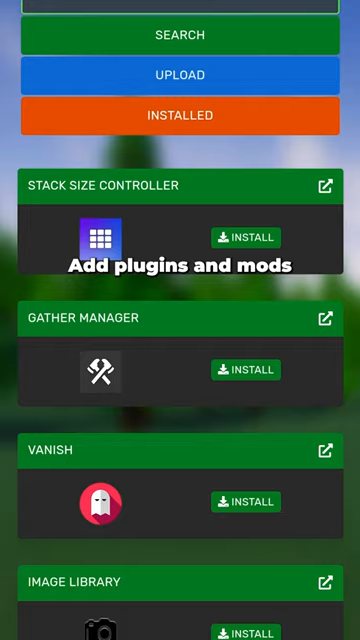 SEARCH
UPLOAD
INSTALLED
STACK SIZE CONTROLLER
INSTALL
Add plugins and mods
GATHER MANAGER
INSTALL
VANISH
INSTALL
IMAGE LIBRARY
INSTALL